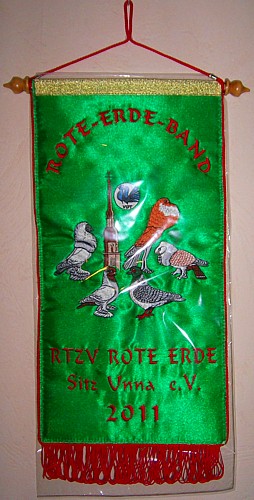 ROTE-ERDE-BAND
RTZV ROTE ERDE
Sitz Unna e.V.
2011